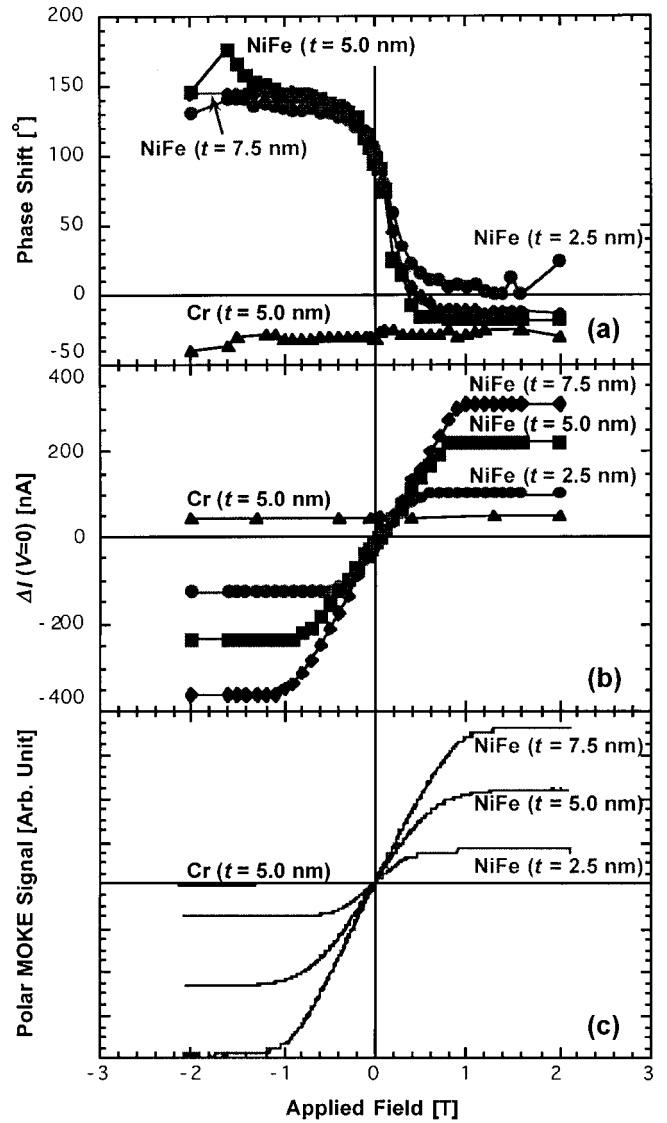 200
NiFe (t = 5.0 nm)
150
NiFe (t = 7.5 nm)
100
Phase Shift [°]
50
NiFe (t = 2.5 nm)
0
Cr (t = 5.0 nm)
(a)
-50
400
NiFe (t = 7.5 nm)
NiFe (t = 5.0 nm)
200
NiFe (t = 2.5 nm)
Cr (t = 5.0 nm)
ΔI (V=0) [nA]
0
-200
-400
(b)
NiFe (t = 7.5 nm)
NiFe (t = 5.0 nm)
NiFe (t = 2.5 nm)
Cr (t = 5.0 nm)
Polar MOKE Signal [Arb. Unit]
(c)
-3 -2 -1 0 1 2 3
Applied Field [T]